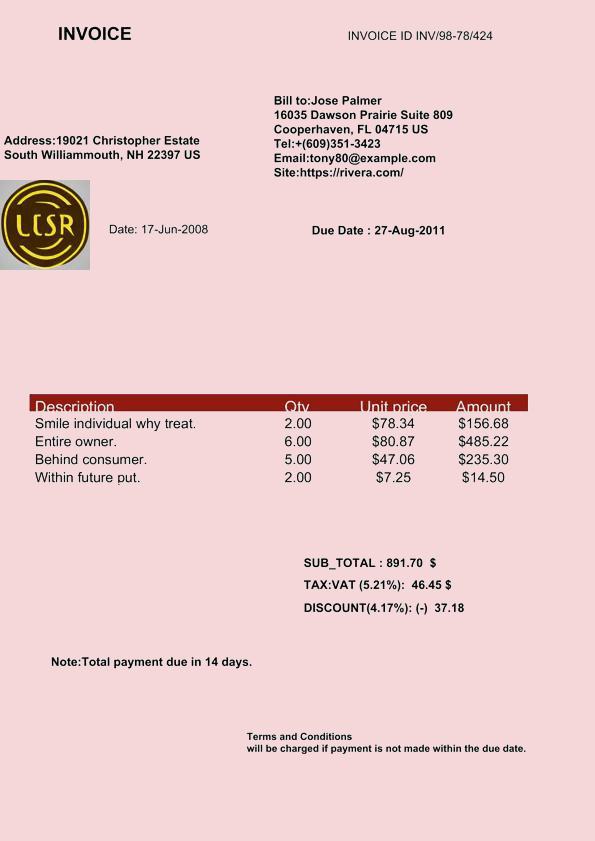 INVOICE
INVOICE ID INV/98-78/424
Bill to:Jose Palmer
16035 Dawson Prairie Suite 809
Cooperhaven, FL 04715 US
Tel:+(609)351-3423
Email:tony80@example.com
Site:https://rivera.com/
Address:19021 Christopher Estate
South Williammouth, NH 22397 US
LCSR
Date: 17-Jun-2008
Due Date : 27-Aug-2011
Description Qty Unit price Amount
Smile individual why treat. 2.00 $78.34 $156.68
Entire owner. 6.00 $80.87 $485.22
Behind consumer. 5.00 $47.06 $235.30
Within future put. 2.00 $7.25 $14.50
SUB_TOTAL : 891.70 $
TAX:VAT (5.21%): 46.45 $
DISCOUNT(4.17%): (-) 37.18
Note:Total payment due in 14 days.
Terms and Conditions
will be charged if payment is not made within the due date.